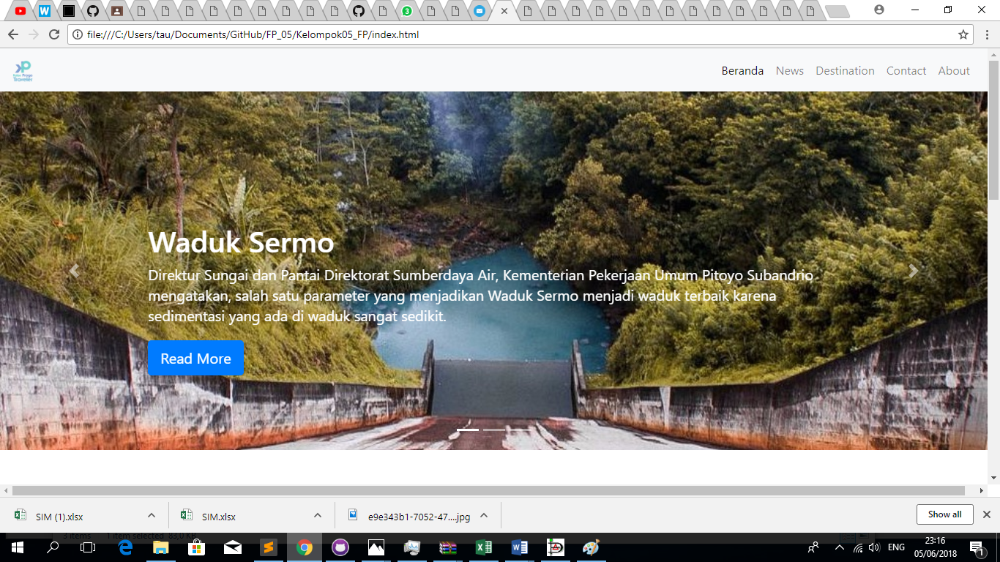 W
3
file:///C:/Users/tau/Documents/GitHub/FP_05/Kelompok05_FP/index.html
KP
Kulon Progo
Traveler
Beranda News Destination Contact About
Waduk Sermo
Direktur Sungai dan Pantai Direktorat Sumberdaya Air, Kementerian Pekerjaan Umum Pitoyo Subandrio
mengatakan, salah satu parameter yang menjadikan Waduk Sermo menjadi waduk terbaik karena
sedimentasi yang ada di waduk sangat sedikit.
Read More
SIM (1).xlsx
SIM.xlsx
e9e343b1-7052-47....jpg
Show all
3 items 1 item selected 83,0 KB
ENG
23:16
05/06/2018
1